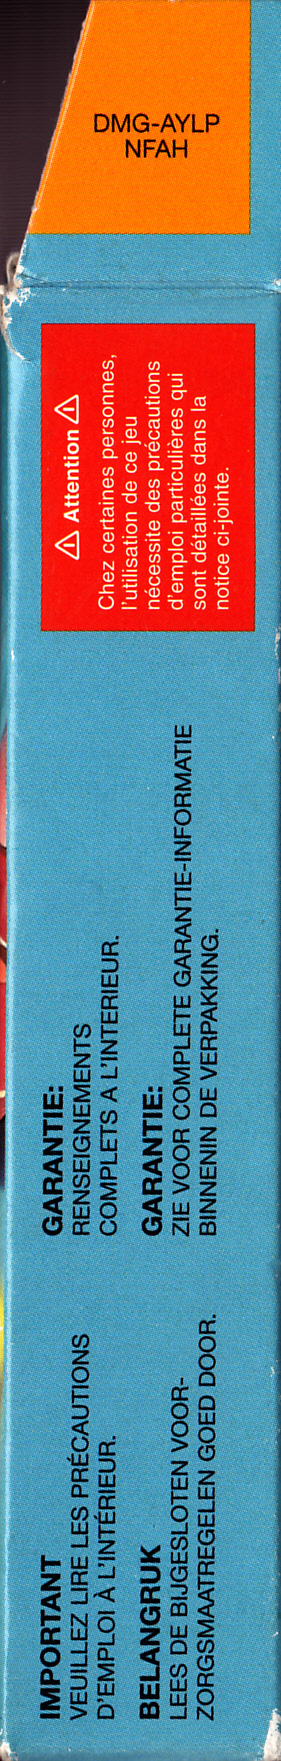 DMG-AYLP
NFAH
⚠ Attention ⚠
Chez certaines personnes,
l'utilisation de ce jeu
nécessite des précautions
d'emploi particulières qui
sont détaillées dans la
notice ci-jointe.
GARANTIE:
RENSEIGNEMENTS
COMPLETS A L'INTERIEUR.
GARANTIE:
ZIE VOOR COMPLETE GARANTIE-INFORMATIE
BINNENIN DE VERPAKKING.
IMPORTANT
VEUILLEZ LIRE LES PRÉCAUTIONS
D'EMPLOI À L'INTÉRIEUR.
BELANGRIJK
LEES DE BIJGESLOTEN VOOR-
ZORGSMAATREGELEN GOED DOOR.